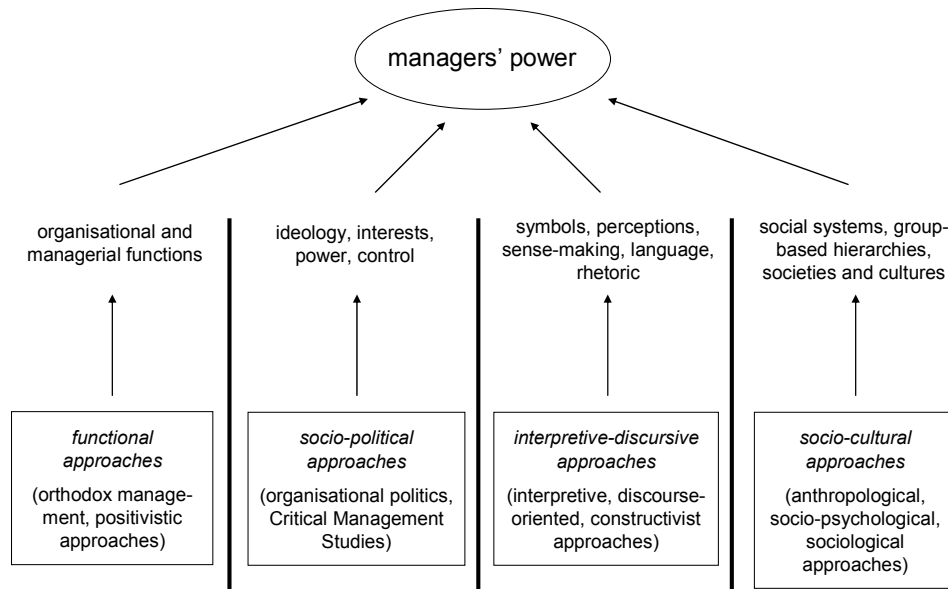 managers' power
organisational and
managerial functions
ideology, interests,
power, control
symbols, perceptions,
sense-making, language,
rhetoric
social systems, group-
based hierarchies,
societies and cultures
functional
approaches
(orthodox manage-
ment, positivistic
approaches)
socio-political
approaches
(organisational politics,
Critical Management
Studies)
interpretive-discursive
approaches
(interpretive, discourse-
oriented, constructivist
approaches)
socio-cultural
approaches
(anthropological,
socio-psychological,
sociological
approaches)